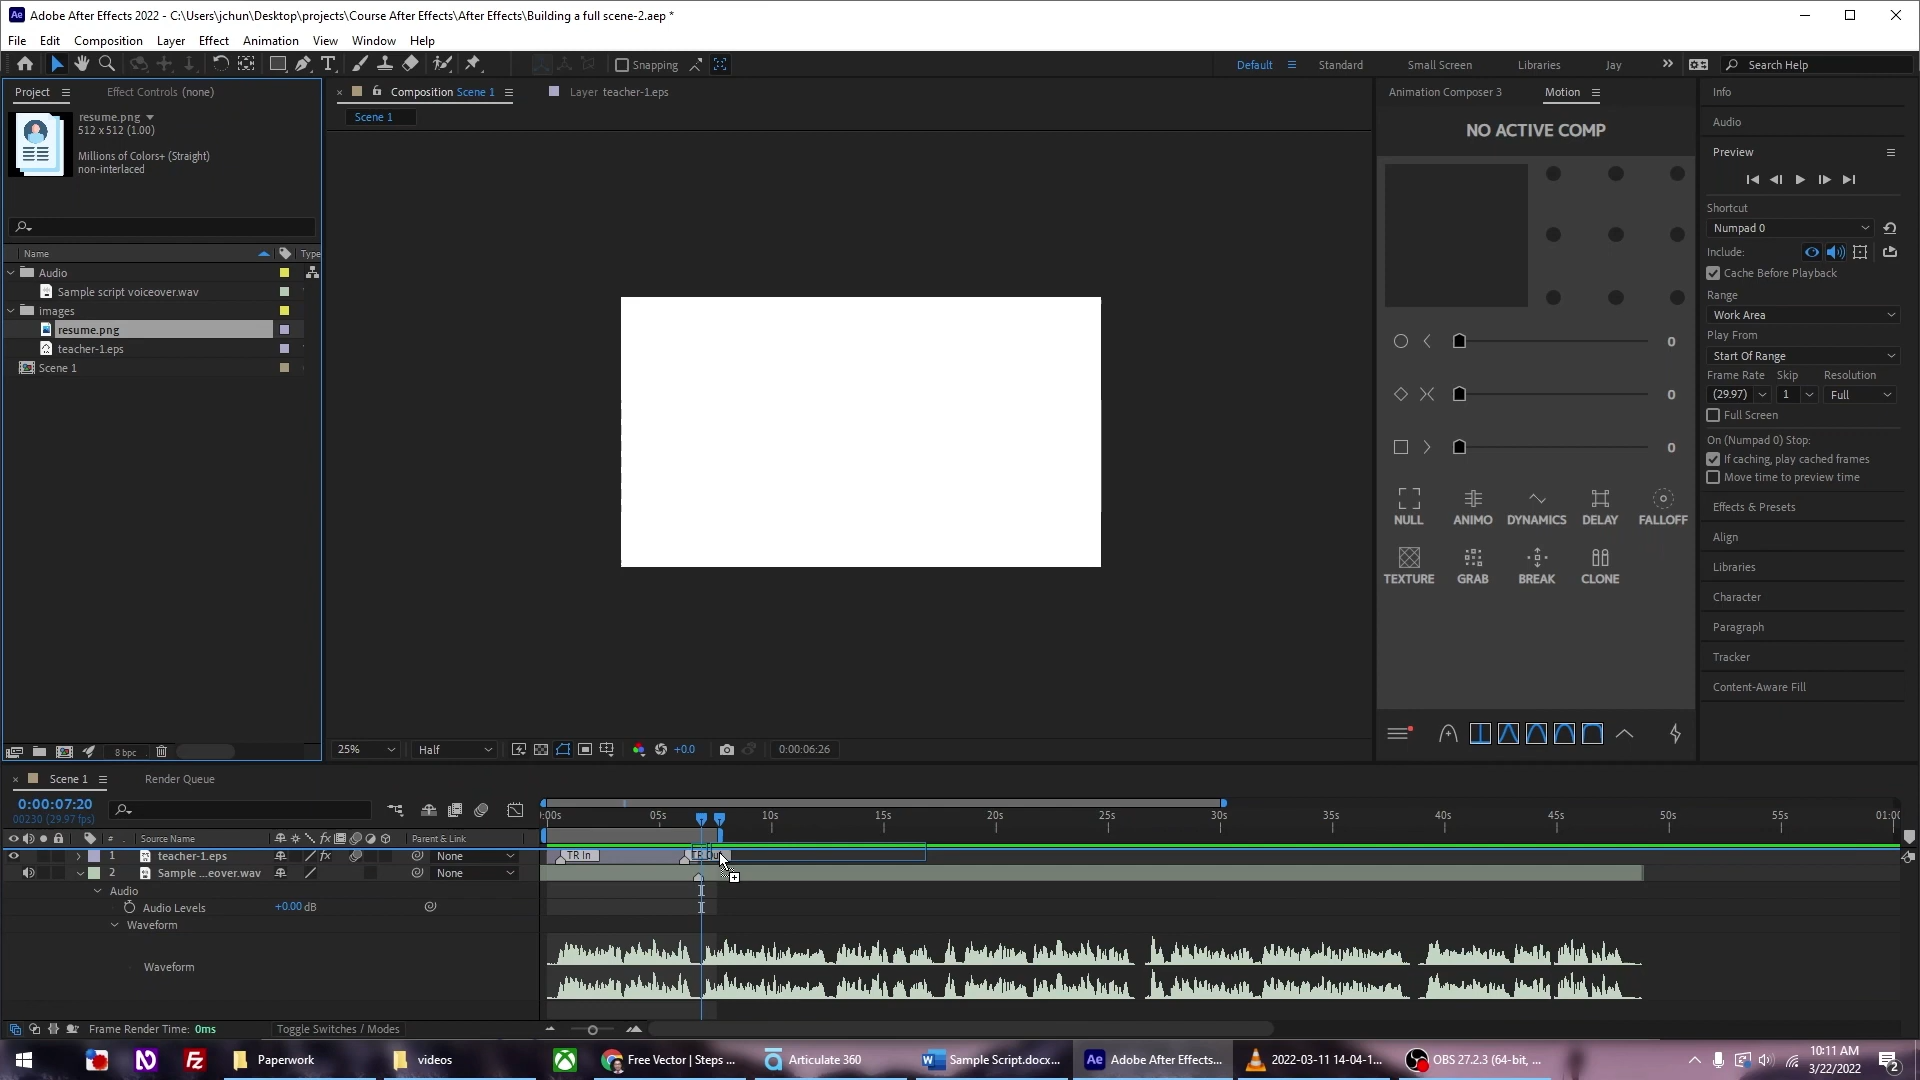 Adobe After Effects 2022 - C:\Users\jchun\Desktop\projects\Course After Effects\After Effects\Building a full scene-2.aep *
File Edit Composition Layer Effect Animation View Window Help
Snapping
Default Standard Small Screen Libraries Jay Search Help
Project Effect Controls (none)
resume.png
512 x 512 (1.00)
Millions of Colors+ (Straight)
non-interlaced
Name Type
Audio
Sample script voiceover.wav
images
resume.png
teacher-1.eps
Scene 1
8 bpc
Composition Scene 1 Layer teacher-1.eps
Scene 1
25% Half +0.0 0:00:06:26
Animation Composer 3 Motion
NO ACTIVE COMP
0
0
0
NULL ANIMO DYNAMICS DELAY FALLOFF
TEXTURE GRAB BREAK CLONE
Info
Audio
Preview
Shortcut
Numpad 0
Include:
Cache Before Playback
Range
Work Area
Play From
Start Of Range
Frame Rate Skip Resolution
(29.97) 1 Full
Full Screen
On (Numpad 0) Stop:
If caching, play cached frames
Move time to preview time
Effects & Presets
Align
Libraries
Character
Paragraph
Tracker
Content-Aware Fill
Scene 1 Render Queue
0:00:07:20
00230 (29.97 fps)
:00s 05s 10s 15s 20s 25s 30s 35s 40s 45s 50s 55s 01:00
# Source Name Parent & Link
1 teacher-1.eps None TR In
2 Sample ...eover.wav None
Audio
Audio Levels +0.00 dB
Waveform
Waveform
Frame Render Time: 0ms Toggle Switches / Modes
Paperwork videos Free Vector | Steps ... Articulate 360 Sample Script.docx... Adobe After Effects... 2022-03-11 14-04-1... OBS 27.2.3 (64-bit, ...
10:11 AM
3/22/2022
2